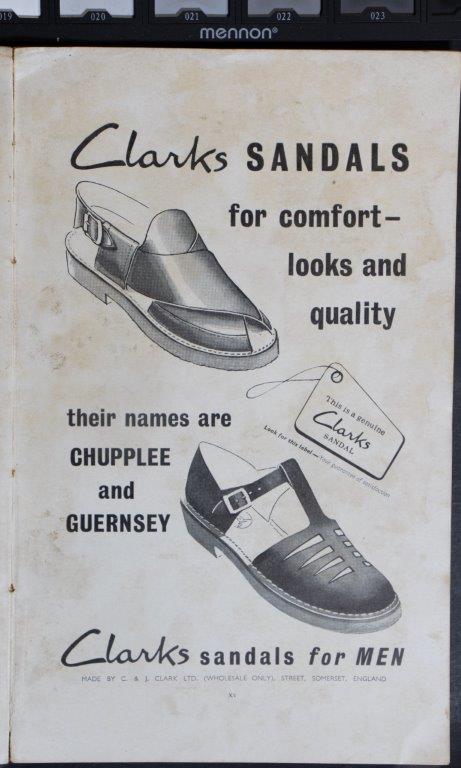 019 020 021 022 023
mennon®
Clarks SANDALS
for comfort—
looks and
quality
This is a genuine
Clarks
SANDAL
Look for this label—Your guarantee of satisfaction
their names are
CHUPPLEE
and
GUERNSEY
Clarks sandals for MEN
MADE BY C. & J. CLARK LTD. (WHOLESALE ONLY), STREET, SOMERSET, ENGLAND
xv